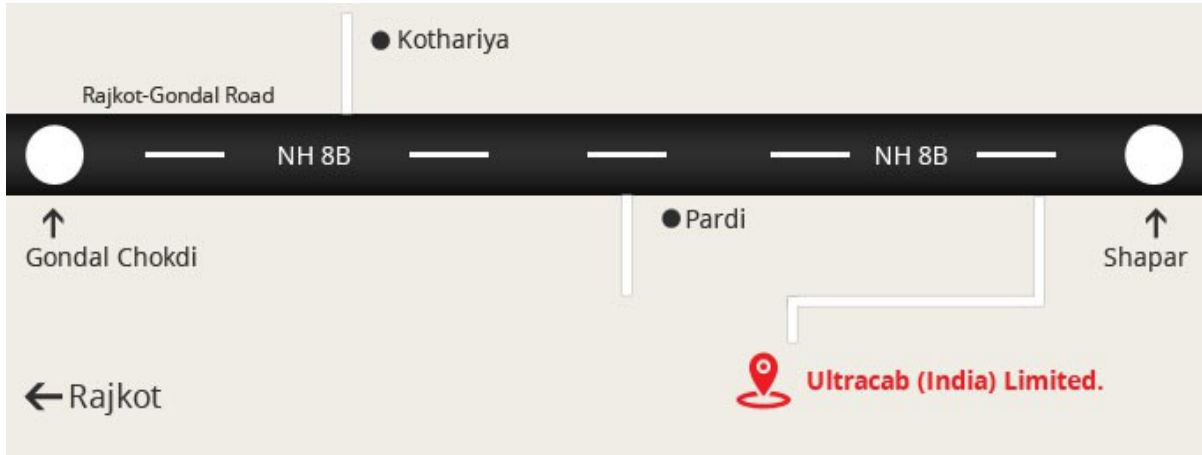 Kothariya
Rajkot-Gondal Road
NH 8B
NH 8B
Pardi
Gondal Chokdi
Shapar
Rajkot
Ultracab (India) Limited.